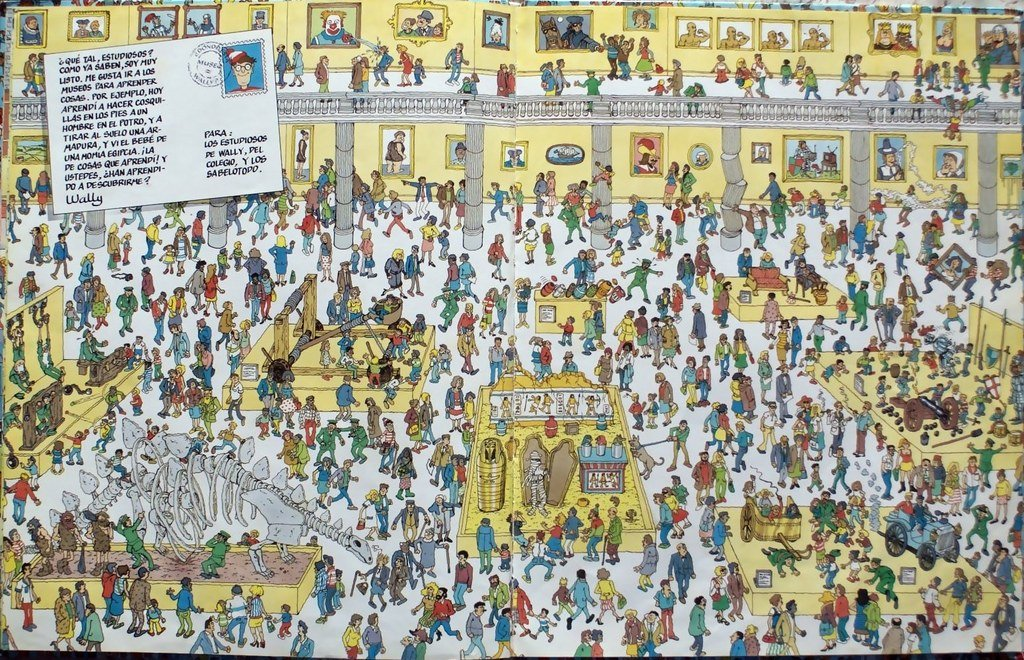 ¿QUÉ TAL, ESTUDIOSOS?
COMO YA SABEN, SOY MUY
LISTO. ME GUSTA IR A LOS
MUSEOS PARA APRENDER
COSAS. POR EJEMPLO, HOY
APRENDÍ A HACER COSQUI-
LLAS EN LOS PIES A UN
HOMBRE EN EL POTRO, Y A
TIRAR AL SUELO UNA AR-
MADURA, Y VI EL BEBÉ DE
UNA MOMIA EGIPCIA. ¡LA
DE COSAS QUE APRENDÍ! Y
USTEDES, ¿HAN APRENDI-
DO A DESCUBRIRME?
Wally
PARA:
LOS ESTUDIOSOS
DE WALLY, DEL
COLEGIO, Y LOS
SABELOTODO.